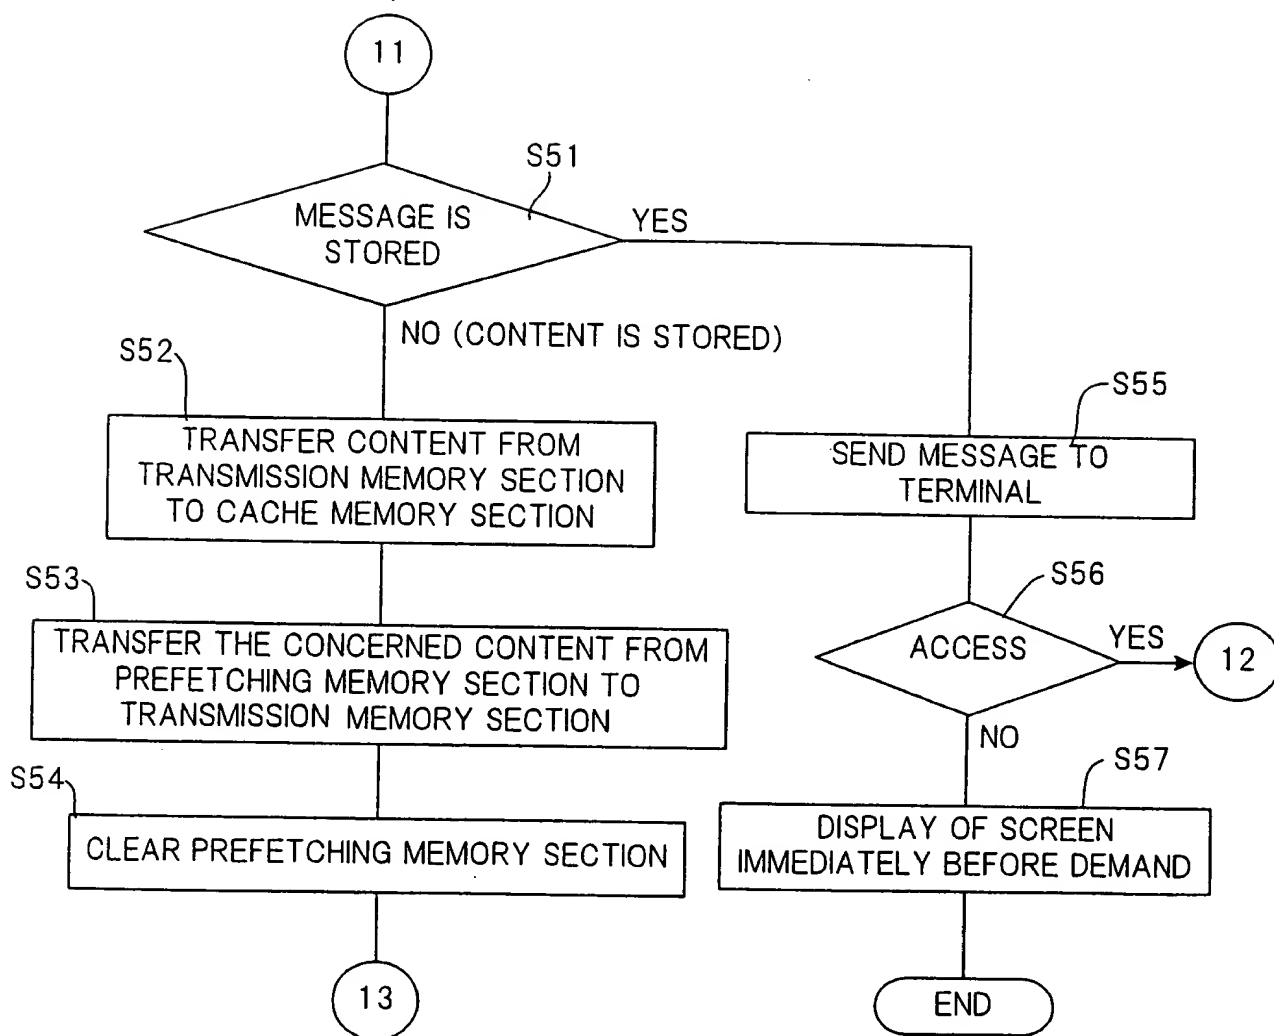 11
S51
MESSAGE IS
STORED
YES
NO (CONTENT IS STORED)
S52
TRANSFER CONTENT FROM
TRANSMISSION MEMORY SECTION
TO CACHE MEMORY SECTION
S53
TRANSFER THE CONCERNED CONTENT FROM
PREFETCHING MEMORY SECTION TO
TRANSMISSION MEMORY SECTION
S54
CLEAR PREFETCHING MEMORY SECTION
13
S55
SEND MESSAGE TO
TERMINAL
S56
ACCESS
YES
12
NO
S57
DISPLAY OF SCREEN
IMMEDIATELY BEFORE DEMAND
END